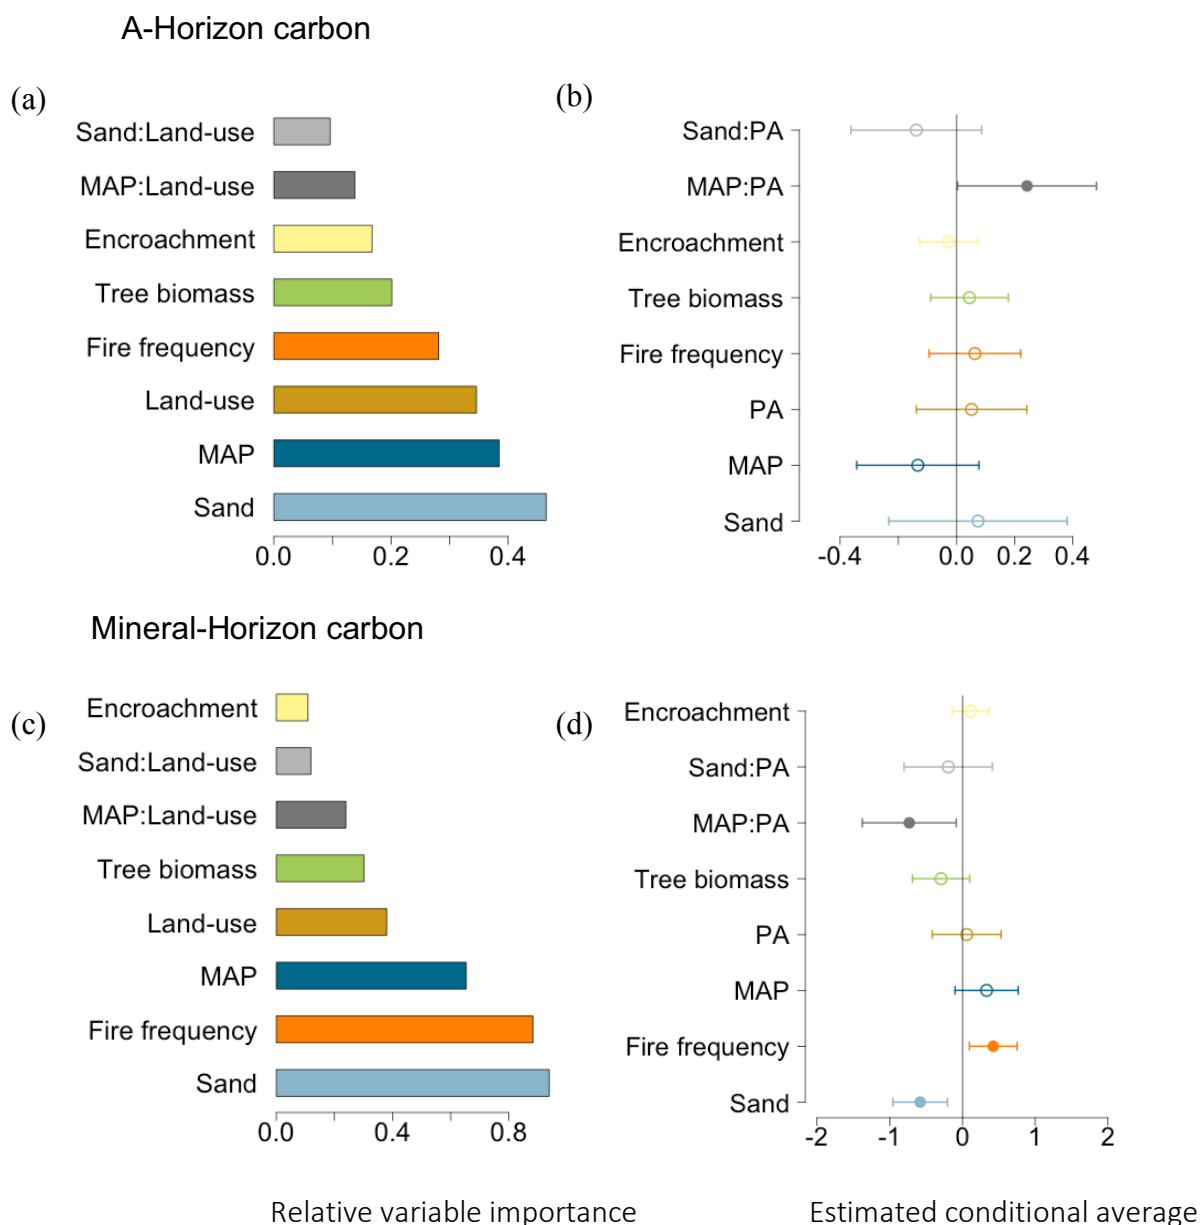 A-Horizon carbon
(a)
Sand:Land-use
MAP:Land-use
Encroachment
Tree biomass
Fire frequency
Land-use
MAP
Sand
0.0 0.2 0.4
(b)
Sand:PA
MAP:PA
Encroachment
Tree biomass
Fire frequency
PA
MAP
Sand
-0.4 0.0 0.2 0.4
Mineral-Horizon carbon
(c)
Encroachment
Sand:Land-use
MAP:Land-use
Tree biomass
Land-use
MAP
Fire frequency
Sand
0.0 0.4 0.8
(d)
Encroachment
Sand:PA
MAP:PA
Tree biomass
PA
MAP
Fire frequency
Sand
-2 -1 0 1 2
Relative variable importance
Estimated conditional average